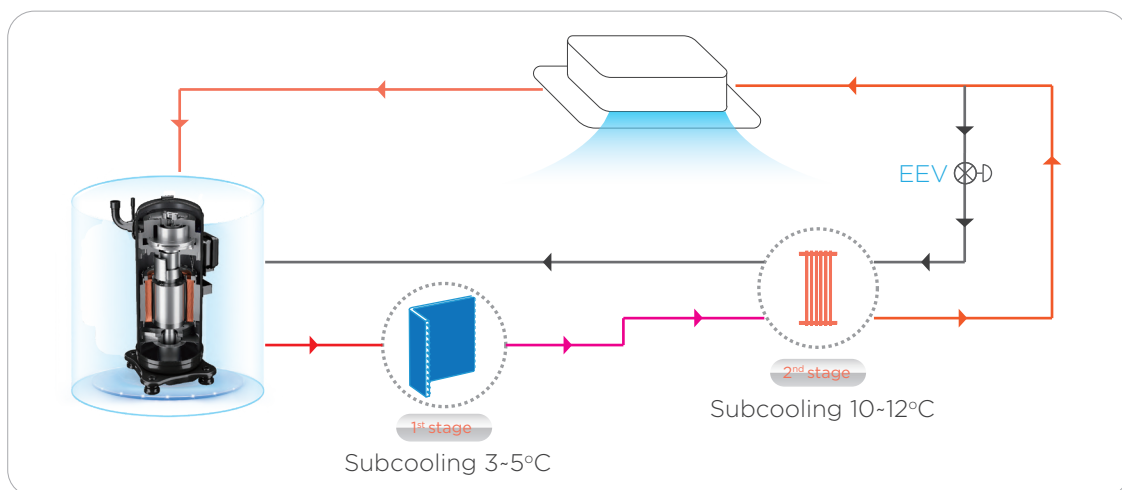 EEV
2nd stage
Subcooling 10~12°C
1st stage
Subcooling 3~5°C